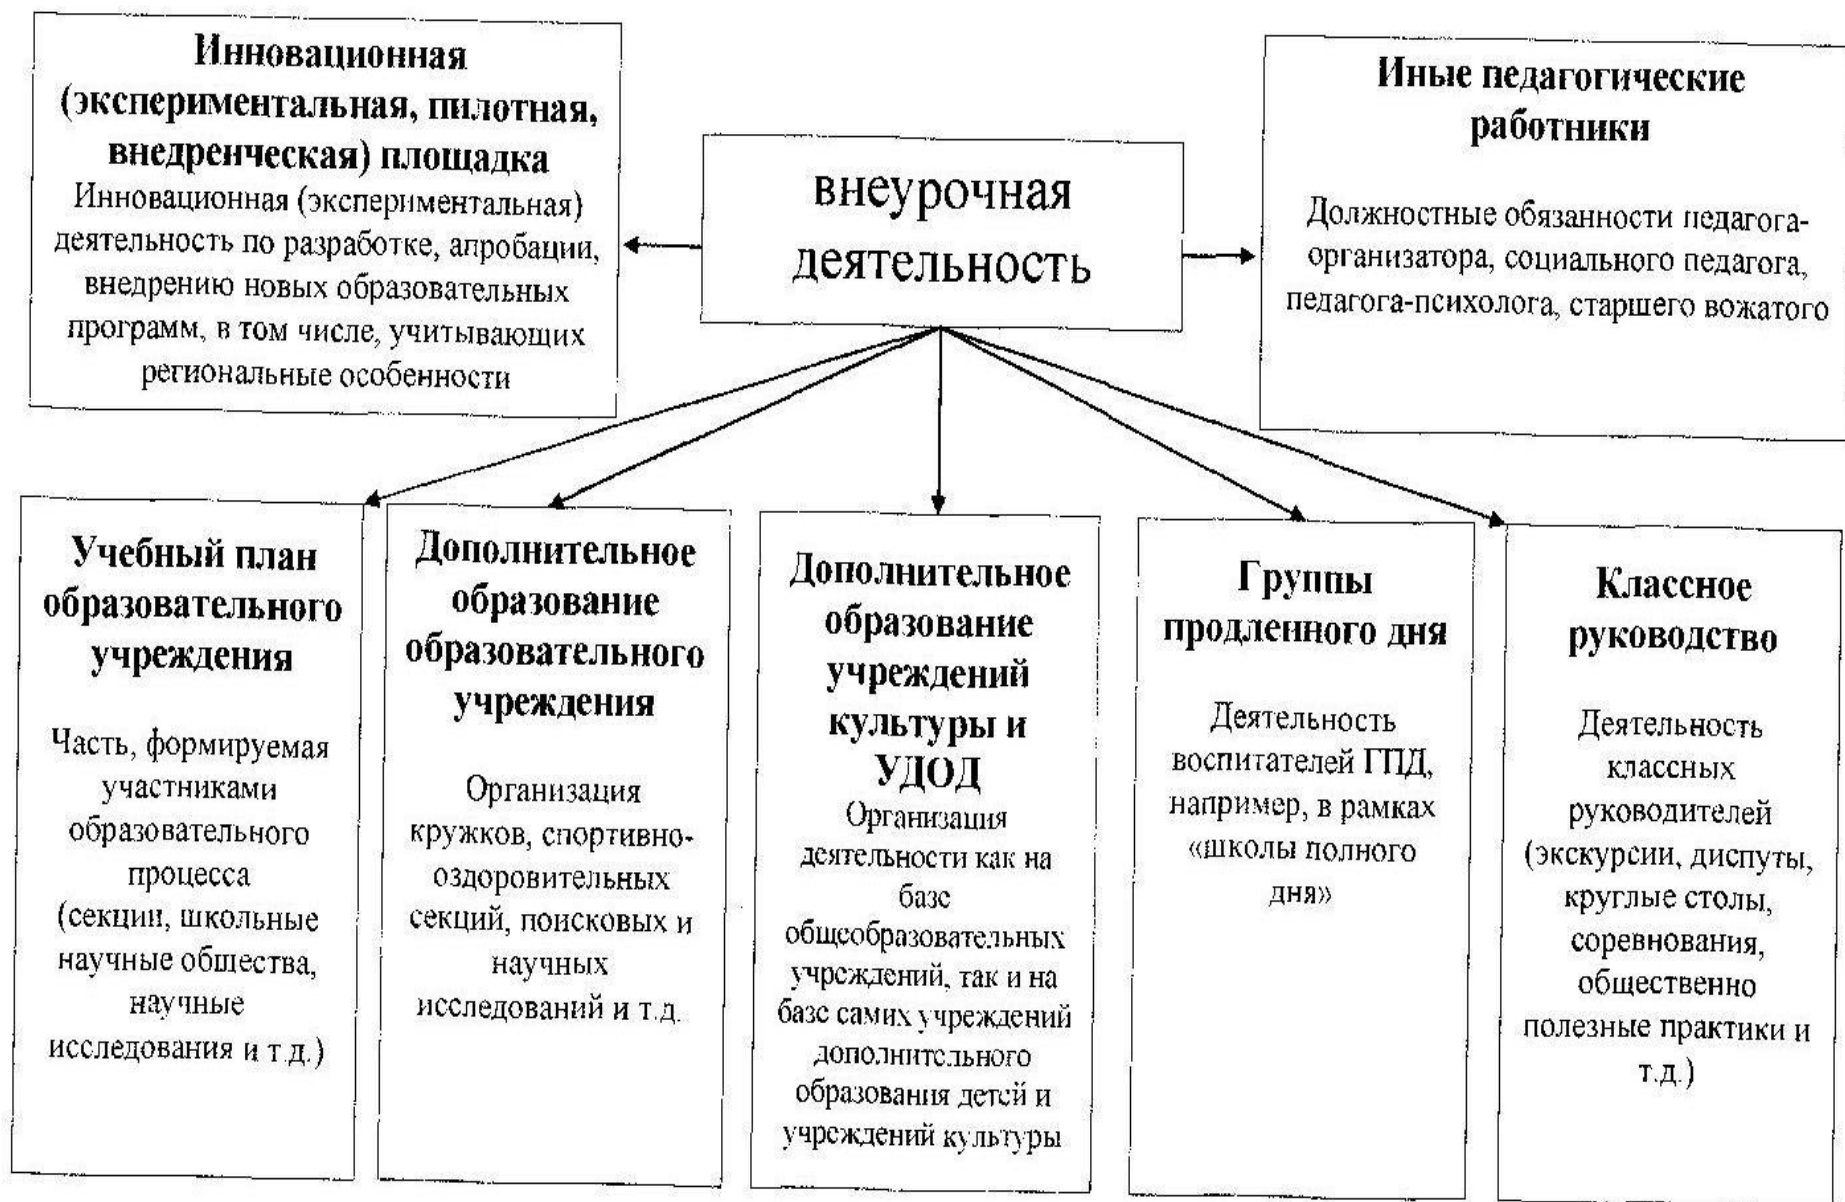 Инновационная
(экспериментальная, пилотная,
внедренческая) площадка
Инновационная (экспериментальная)
деятельность по разработке, апробации,
внедрению новых образовательных
программ, в том числе, учитывающих
региональные особенности
внеурочная
деятельность
Иные педагогические
работники
Должностные обязанности педагога-
организатора, социального педагога,
педагога-психолога, старшего вожатого
Учебный план
образовательного
учреждения
Часть, формируемая
участниками
образовательного
процесса
(секции, школьные
научные общества,
научные
исследования и т.д.)
Дополнительное
образование
образовательного
учреждения
Организация
кружков, спортивно-
оздоровительных
секций, поисковых и
научных
исследований и т.д.
Дополнительное
образование
учреждений
культуры и
УДОД
Организация
деятельности как на
базе
общеобразовательных
учреждений, так и на
базе самих учреждений
дополнительного
образования детей и
учреждений культуры
Группы
продленного дня
Деятельность
воспитателей ГПД,
например, в рамках
«школы полного
дня»
Классное
руководство
Деятельность
классных
руководителей
(экскурсии, диспуты,
круглые столы,
соревнования,
общественно
полезные практики и
т.д.)